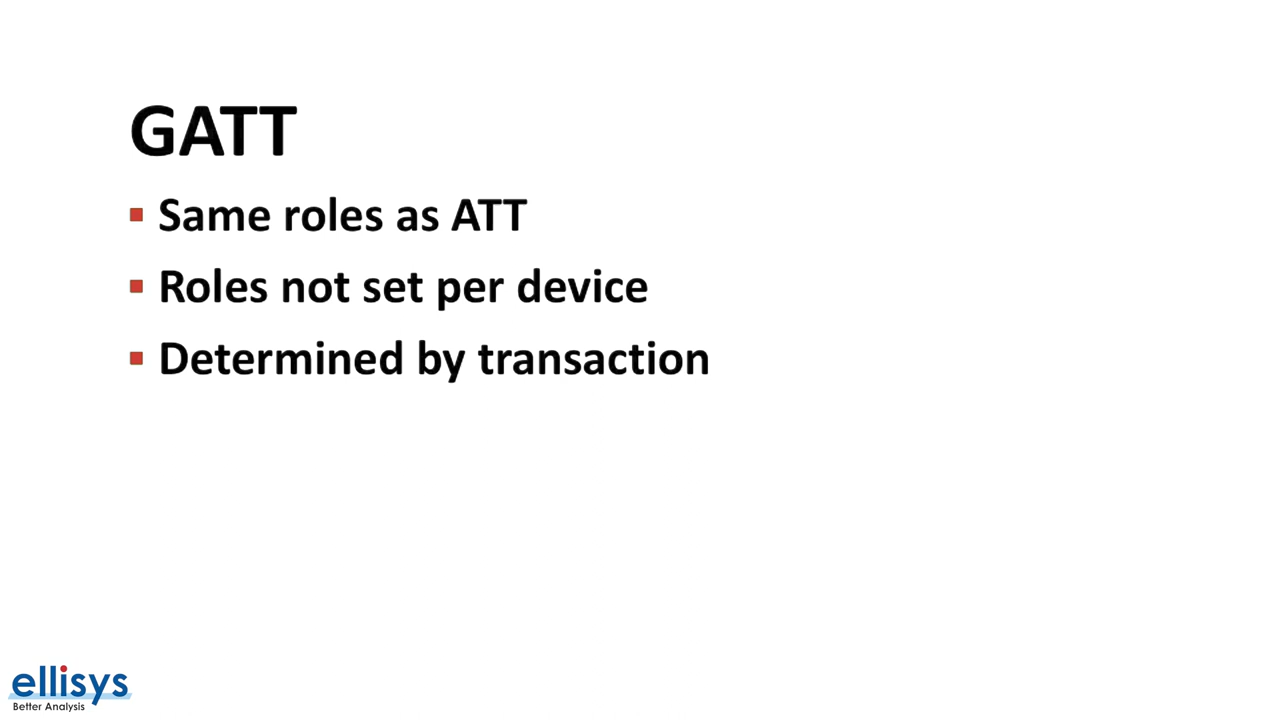 GATT
Same roles as ATT
Roles not set per device
Determined by transaction
ellisys
Better Analysis